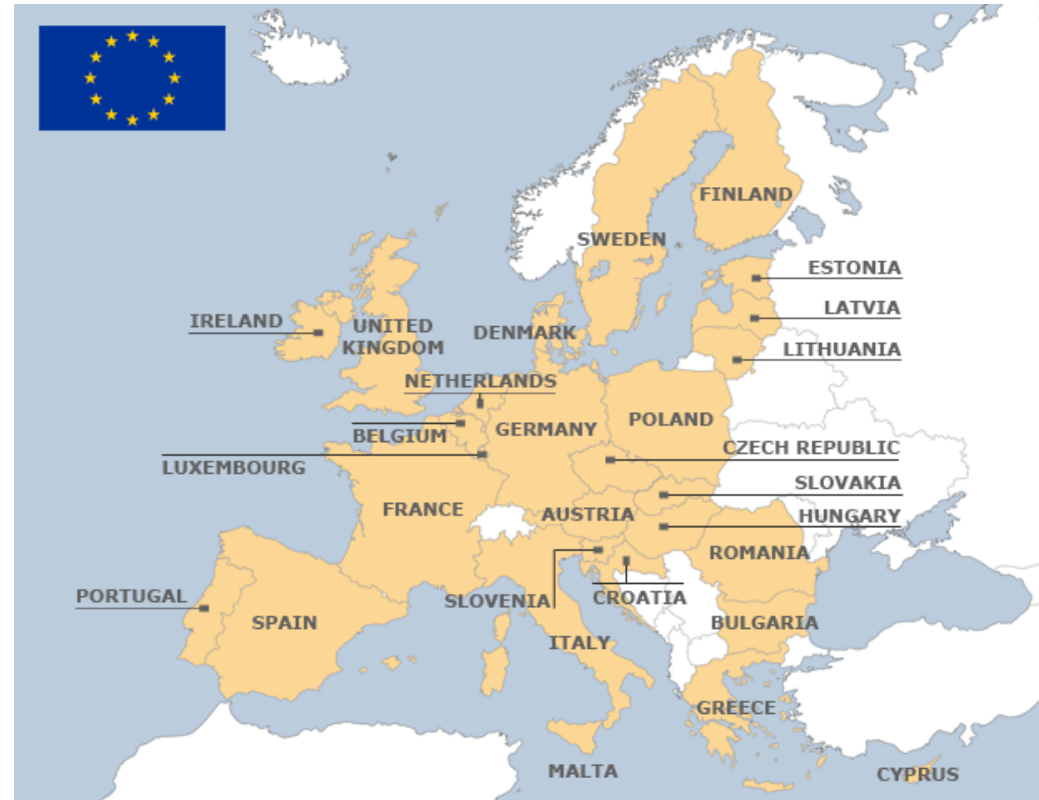 FINLAND
SWEDEN
ESTONIA
LATVIA
LITHUANIA
IRELAND
UNITED
KINGDOM
DENMARK
NETHERLANDS
BELGIUM
GERMANY
POLAND
LUXEMBOURG
CZECH REPUBLIC
SLOVAKIA
FRANCE
AUSTRIA
HUNGARY
ROMANIA
PORTUGAL
SLOVENIA
CROATIA
SPAIN
ITALY
BULGARIA
GREECE
MALTA
CYPRUS